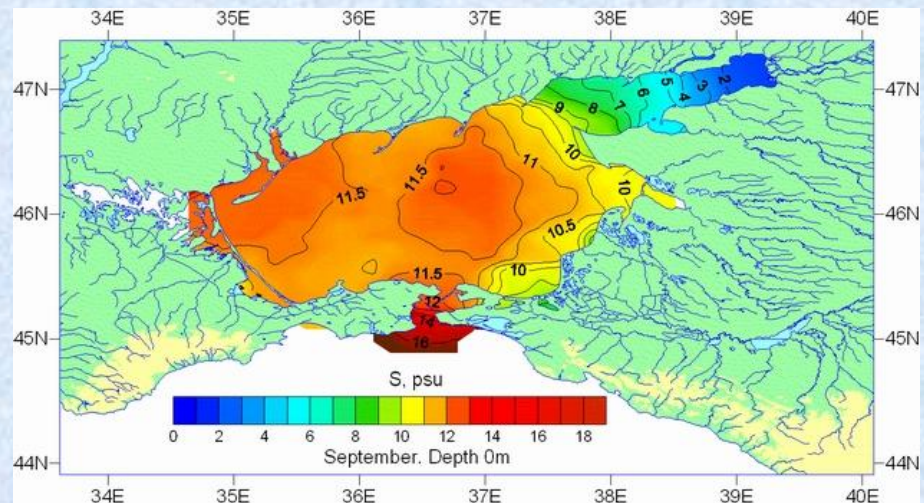 34E 35E 36E 37E 38E 39E 40E
47N 47N
9 8 7 6 5 4 3 2
11 10
11.5 11.5 10
46N 46N
10.5
11.5 10
12
45N 14 45N
16
S, psu
0 2 4 6 8 10 12 14 16 18
September. Depth 0m
44N 44N
34E 35E 36E 37E 38E 39E 40E